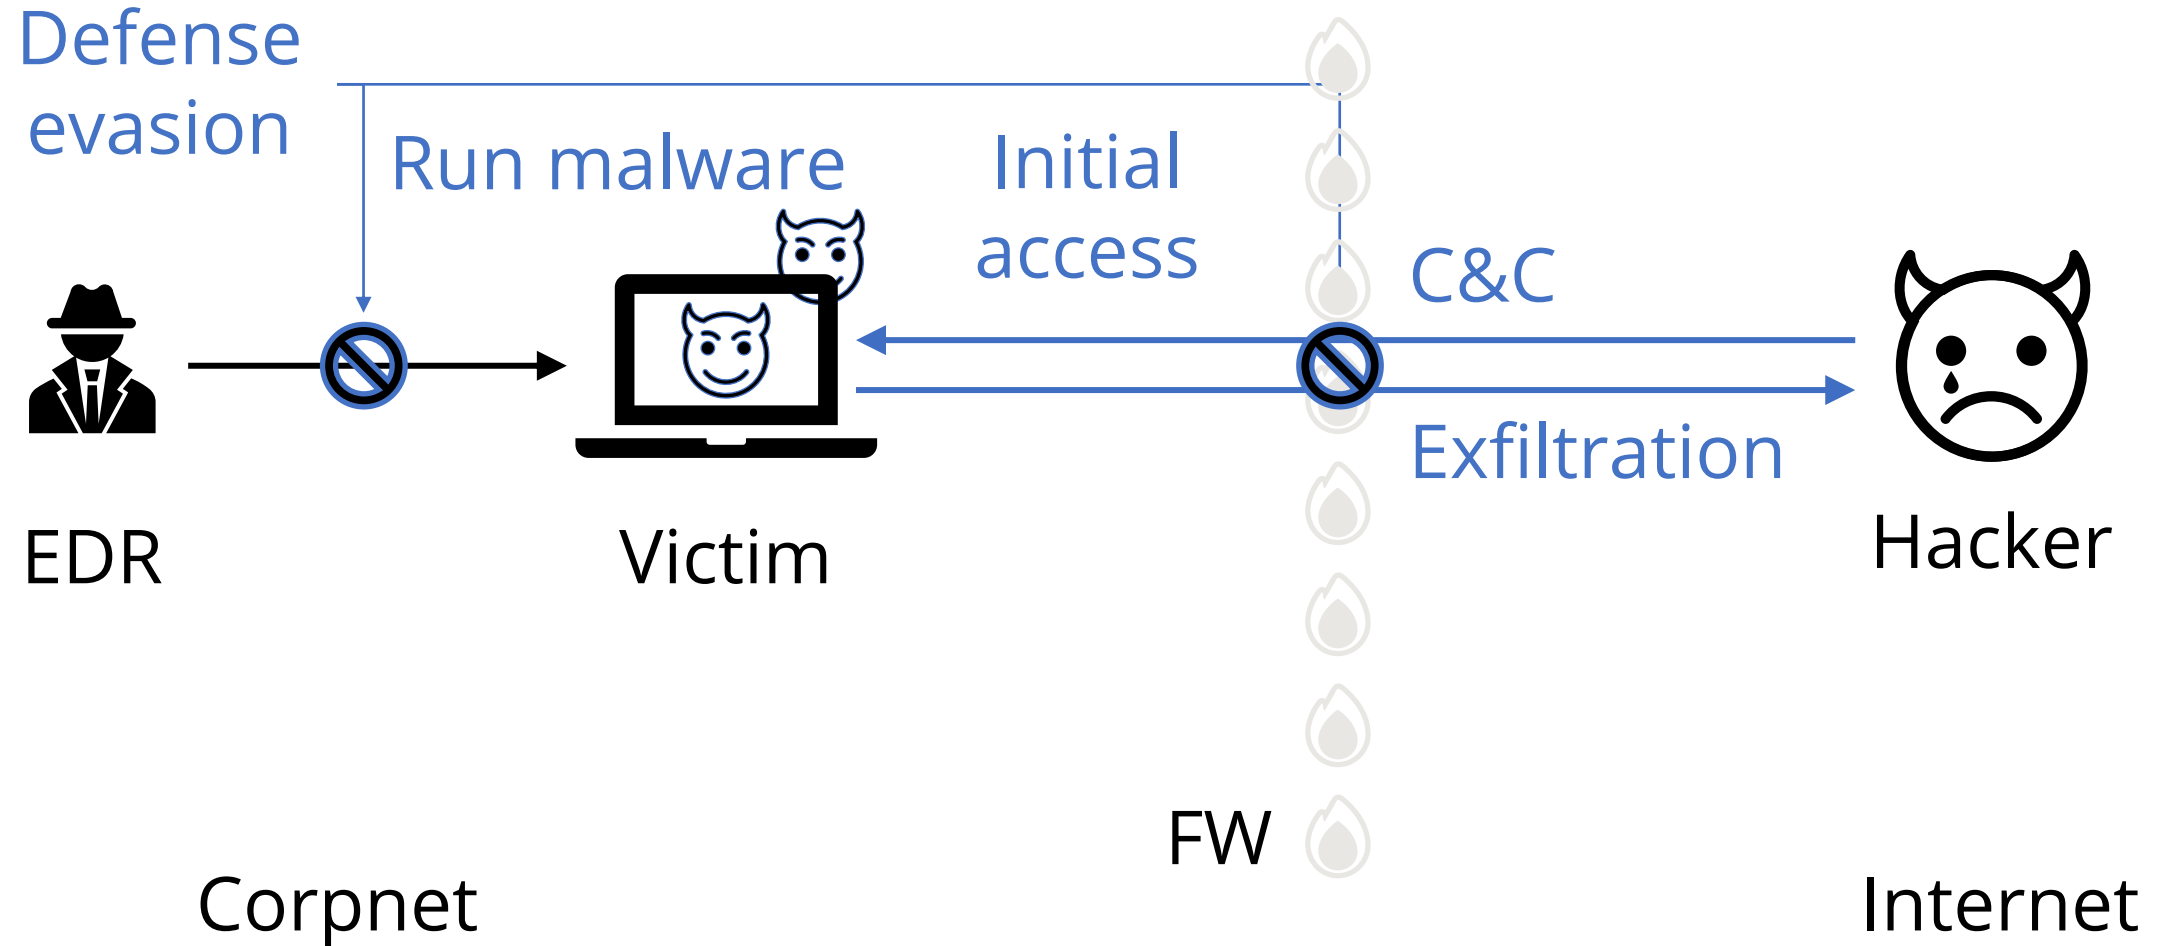 Defense
evasion
Run malware
Initial
access
C&C
Exfiltration
EDR
Victim
Hacker
FW
Corpnet
Internet